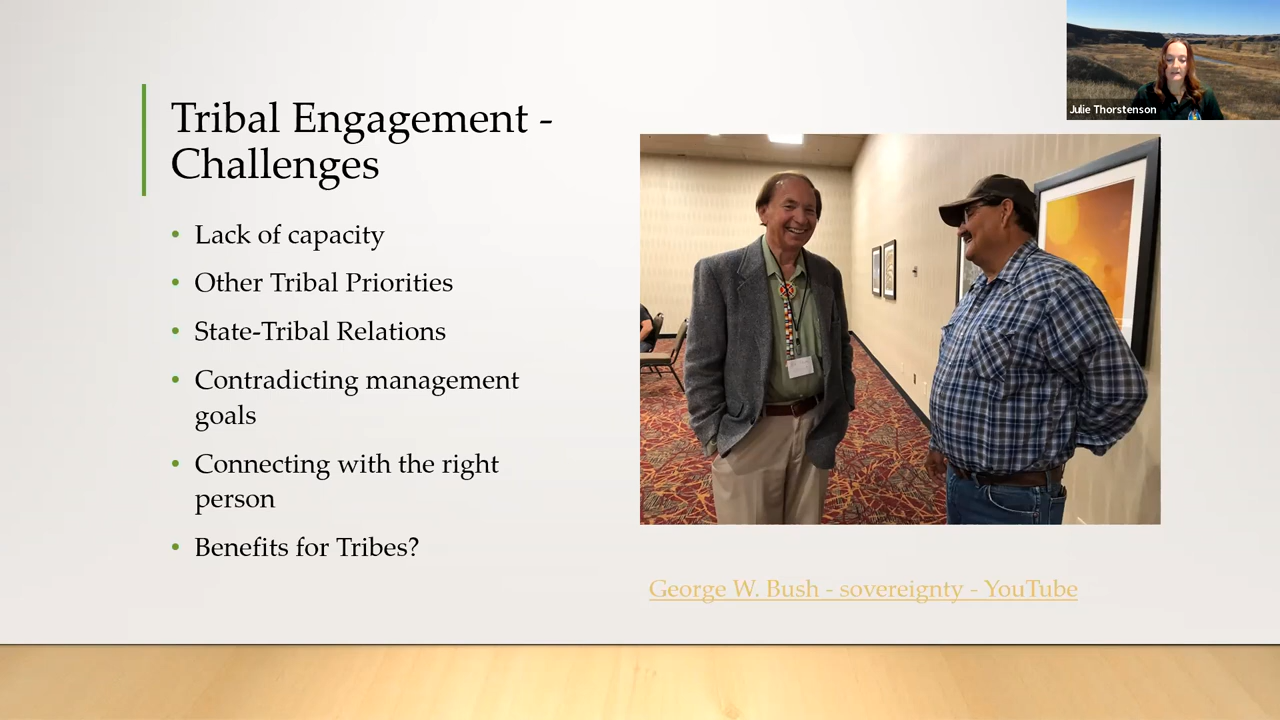 Julie Thorstenson
Tribal Engagement -
Challenges
• Lack of capacity
• Other Tribal Priorities
• State-Tribal Relations
• Contradicting management
goals
• Connecting with the right
person
• Benefits for Tribes?
George W. Bush - sovereignty - YouTube